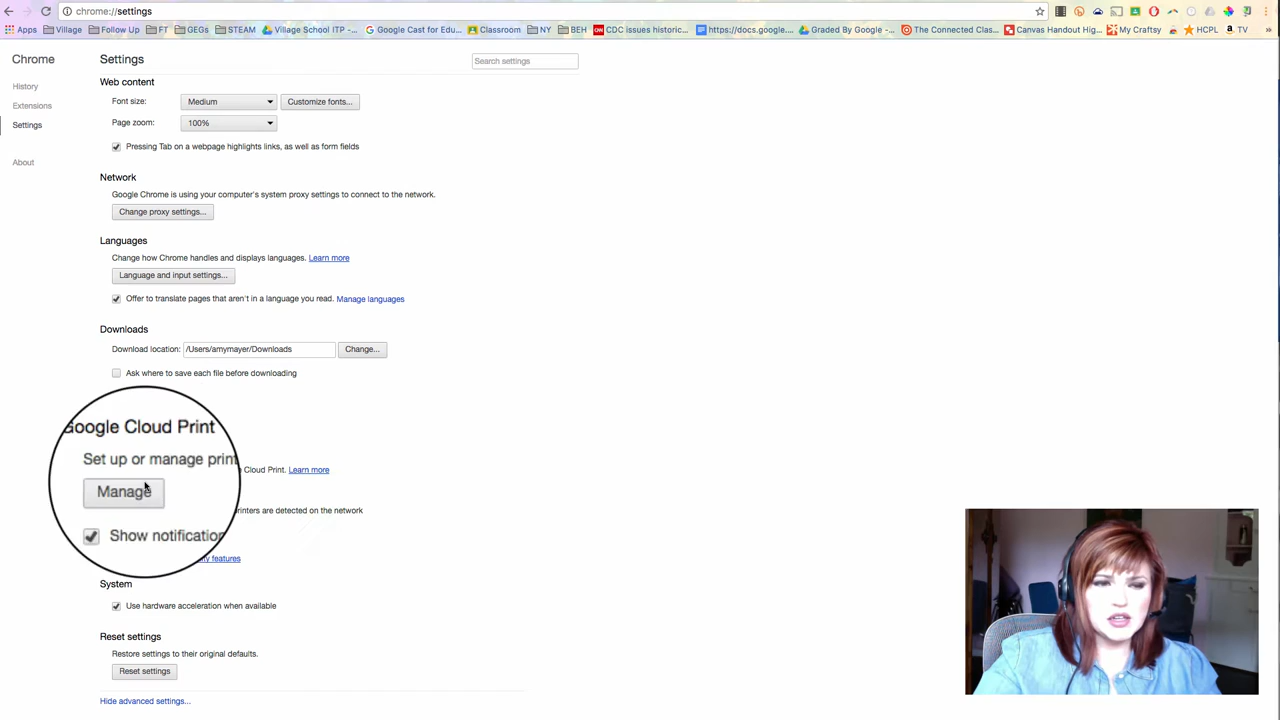 chrome://settings
Apps Village Follow Up FT GEGs STEAM Village School ITP -... Google Cast for Edu... Classroom NY BEH CDC issues historic... https://docs.google.... Graded By Google -... The Connected Clas... Canvas Handout Hig... My Craftsy HCPL TV
Chrome
Settings
Search settings
History
Extensions
Settings
About
Web content
Font size: Medium Customize fonts...
Page zoom: 100%
Pressing Tab on a webpage highlights links, as well as form fields
Network
Google Chrome is using your computer's system proxy settings to connect to the network.
Change proxy settings...
Languages
Change how Chrome handles and displays languages. Learn more
Language and input settings...
Offer to translate pages that aren't in a language you read. Manage languages
Downloads
Download location: /Users/amymayer/Downloads Change...
Ask where to save each file before downloading
Google Cloud Print
Set up or manage print Cloud Print. Learn more
Manage
Show notification rinters are detected on the network
features
System
Use hardware acceleration when available
Reset settings
Restore settings to their original defaults.
Reset settings
Hide advanced settings...